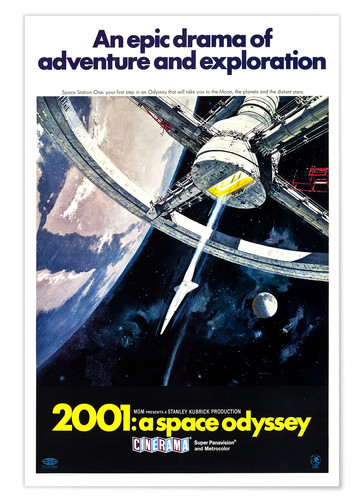 An epic drama of
adventure and exploration
Space Station One: your first step in an Odyssey that will take you to the Moon, the planets and the distant stars.
MGM PRESENTS A STANLEY KUBRICK PRODUCTION
2001: a space odyssey
CINERAMA
Super Panavision®
and Metrocolor